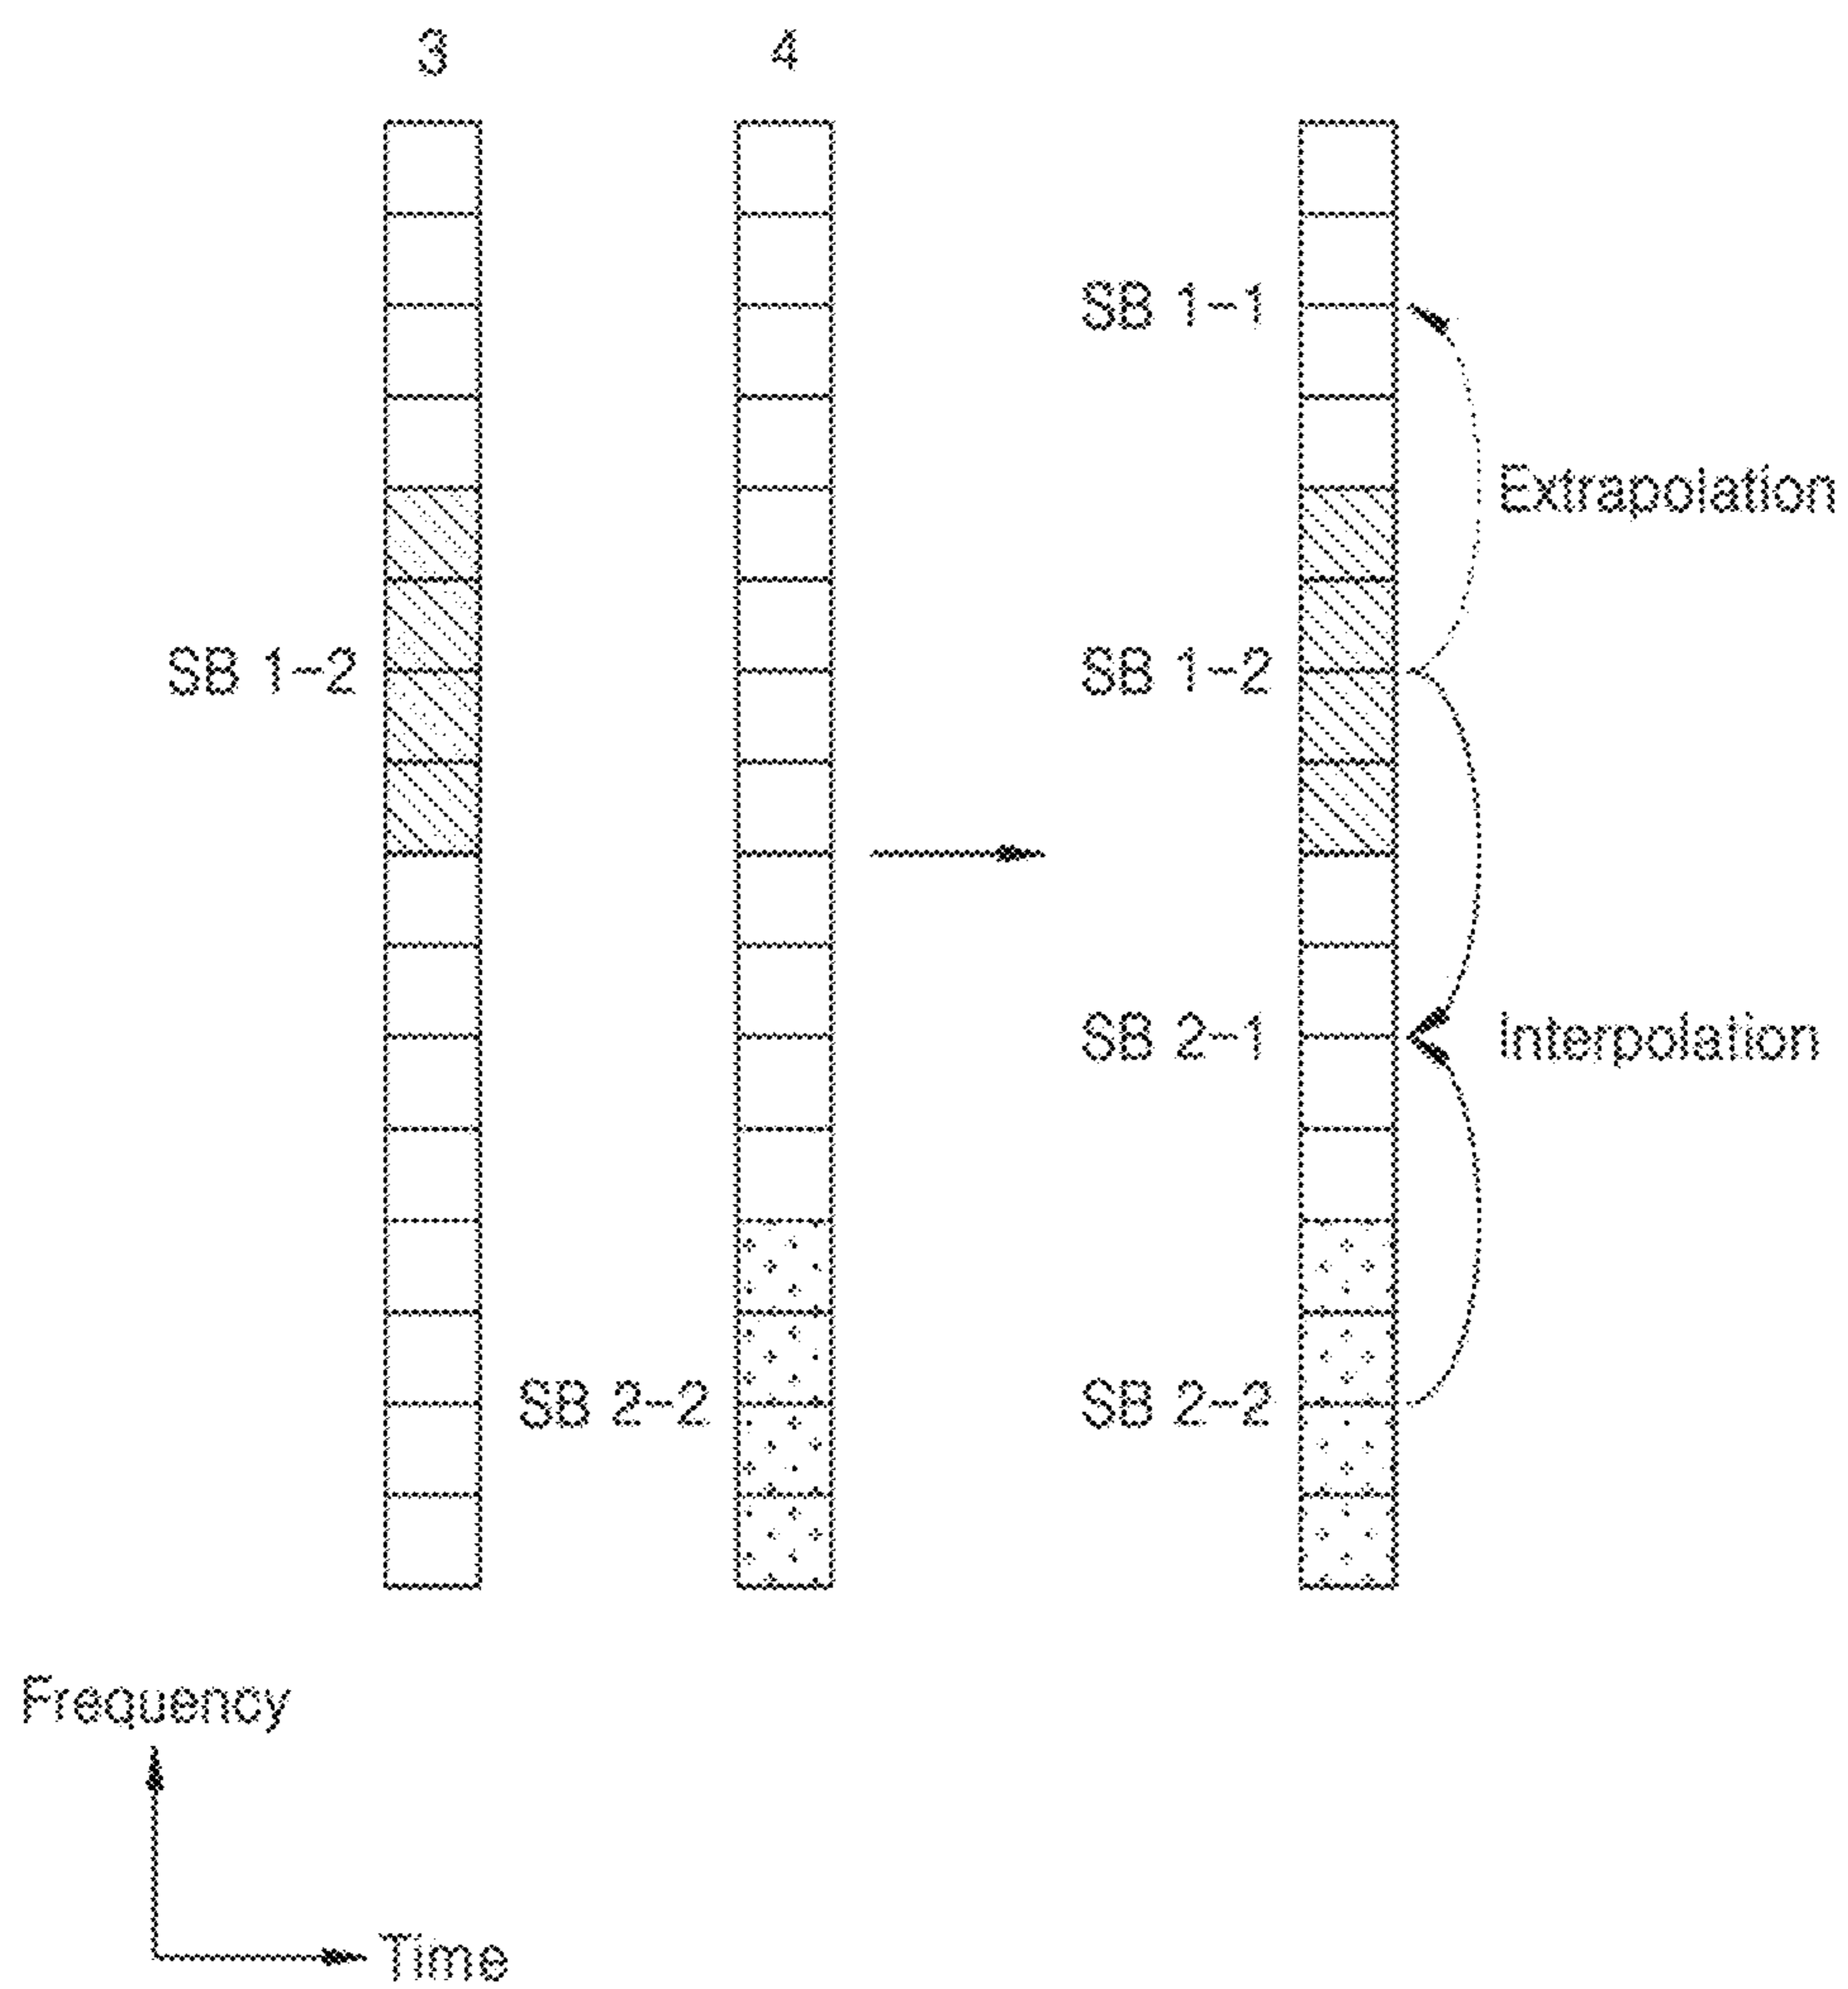 3
4
SB 1-1
Extrapolation
SB 1-2
SB 1-2
SB 2-1
Interpolation
SB 2-2
SB 2-2
Frequency
Time